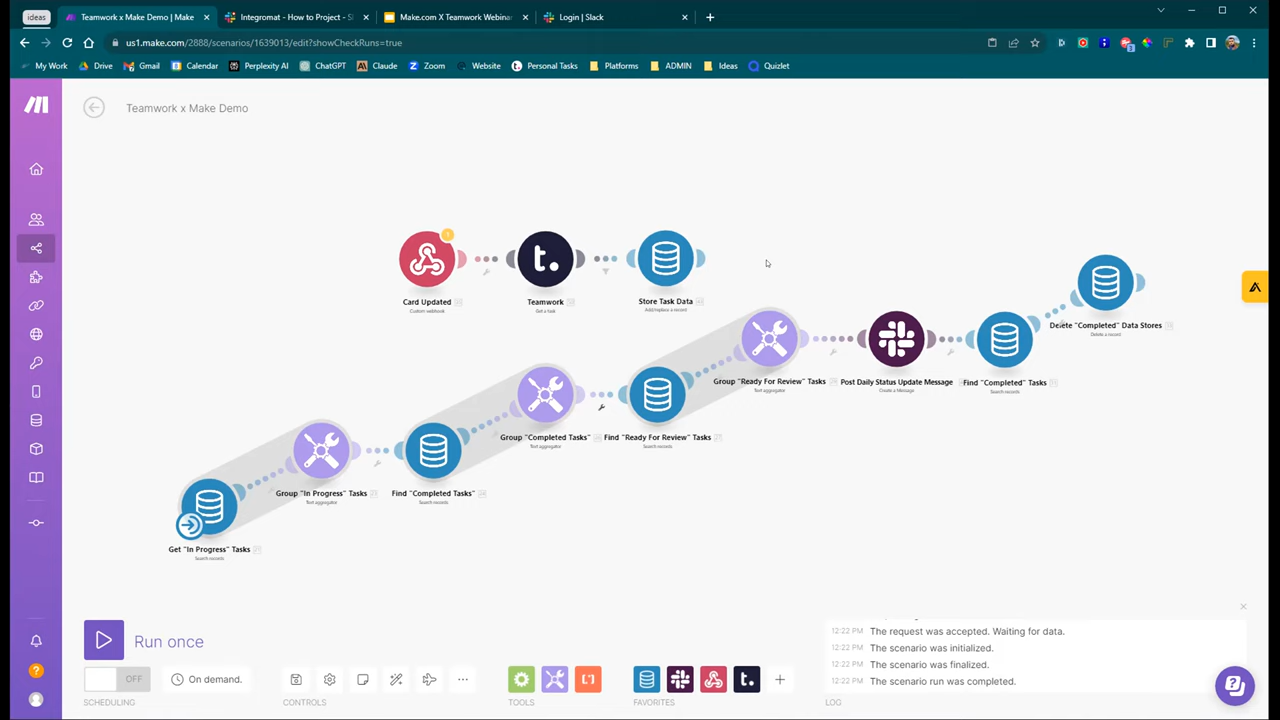 ideas
Teamwork x Make Demo | Make
Integromat - How to Project - S
Make.com X Teamwork Webinar
Login | Slack
us1.make.com/2888/scenarios/1639013/edit?showCheckRuns=true
My Work
Drive
Gmail
Calendar
Perplexity AI
ChatGPT
Claude
Zoom
Website
Personal Tasks
Platforms
ADMIN
Ideas
Quizlet
Teamwork x Make Demo
Card Updated
Custom webhook
Teamwork
Get a task
Store Task Data
Add/replace a record
Delete "Completed" Data Stores
Delete a record
Group "Ready For Review" Tasks
Text aggregator
Post Daily Status Update Message
Create a Message
Find "Completed" Tasks
Search records
Group "Completed Tasks"
Text aggregator
Find "Ready For Review" Tasks
Search records
Group "In Progress" Tasks
Text aggregator
Find "Completed Tasks"
Search records
Get "In Progress" Tasks
Search records
Run once
12:22 PM The request was accepted. Waiting for data.
12:22 PM The scenario was initialized.
12:22 PM The scenario was finalized.
12:22 PM The scenario run was completed.
OFF
On demand.
SCHEDULING
CONTROLS
TOOLS
FAVORITES
LOG